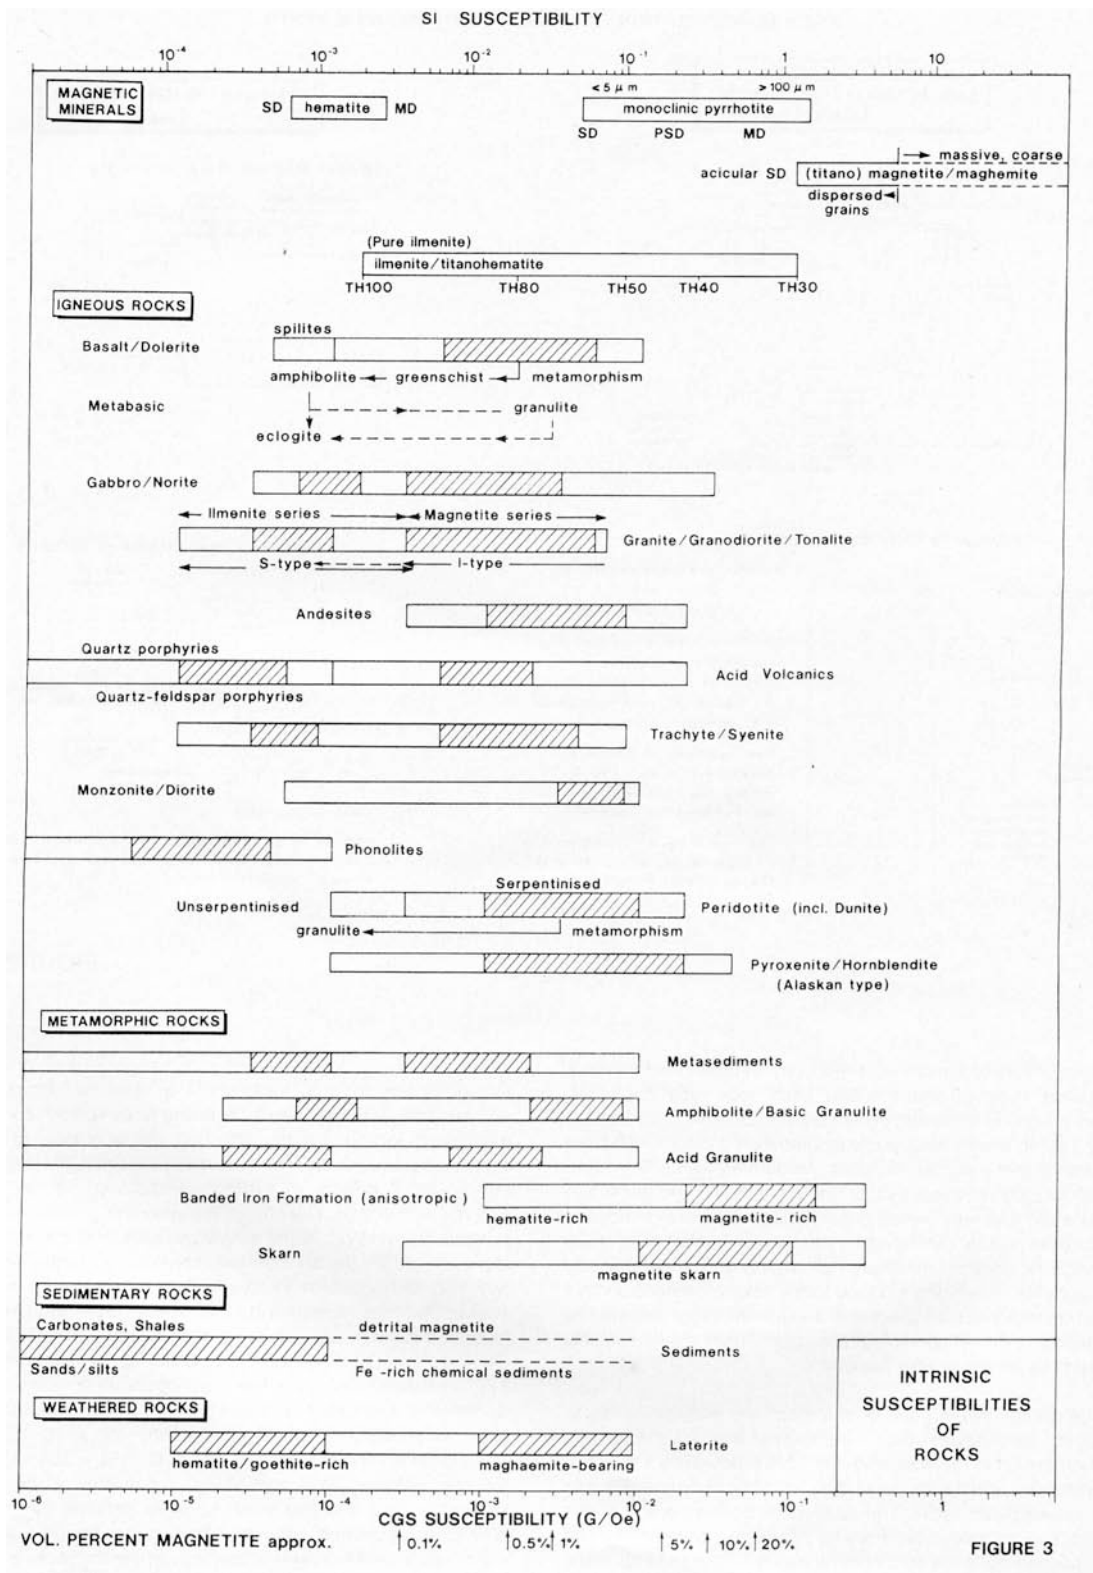 SI SUSCEPTIBILITY
10⁻⁴ 10⁻³ 10⁻² 10⁻¹ 1 10
MAGNETIC
MINERALS
SD hematite MD
< 5 μm > 100 μm
monoclinic pyrrhotite
SD PSD MD
massive, coarse
acicular SD (titano) magnetite/maghemite
dispersed
grains
(Pure ilmenite)
ilmenite/titanohematite
TH100 TH80 TH50 TH40 TH30
IGNEOUS ROCKS
spilites
Basalt/Dolerite
amphibolite greenschist metamorphism
Metabasic granulite
eclogite
Gabbro/Norite
Ilmenite series Magnetite series
Granite/Granodiorite/Tonalite
S-type I-type
Andesites
Quartz porphyries
Acid Volcanics
Quartz-feldspar porphyries
Trachyte/Syenite
Monzonite/Diorite
Phonolites
Serpentinised
Unserpentinised Peridotite (incl. Dunite)
granulite metamorphism
Pyroxenite/Hornblendite
(Alaskan type)
METAMORPHIC ROCKS
Metasediments
Amphibolite/Basic Granulite
Acid Granulite
Banded Iron Formation (anisotropic)
hematite-rich magnetite-rich
Skarn
magnetite skarn
SEDIMENTARY ROCKS
Carbonates, Shales detrital magnetite
Sediments
Sands/silts Fe-rich chemical sediments
WEATHERED ROCKS
Laterite
hematite/goethite-rich maghaemite-bearing
INTRINSIC
SUSCEPTIBILITIES
OF
ROCKS
10⁻⁶ 10⁻⁵ 10⁻⁴ 10⁻³ 10⁻² 10⁻¹ 1
CGS SUSCEPTIBILITY (G/Oe)
VOL. PERCENT MAGNETITE approx. 0.1% 0.5% 1% 5% 10% 20%
FIGURE 3